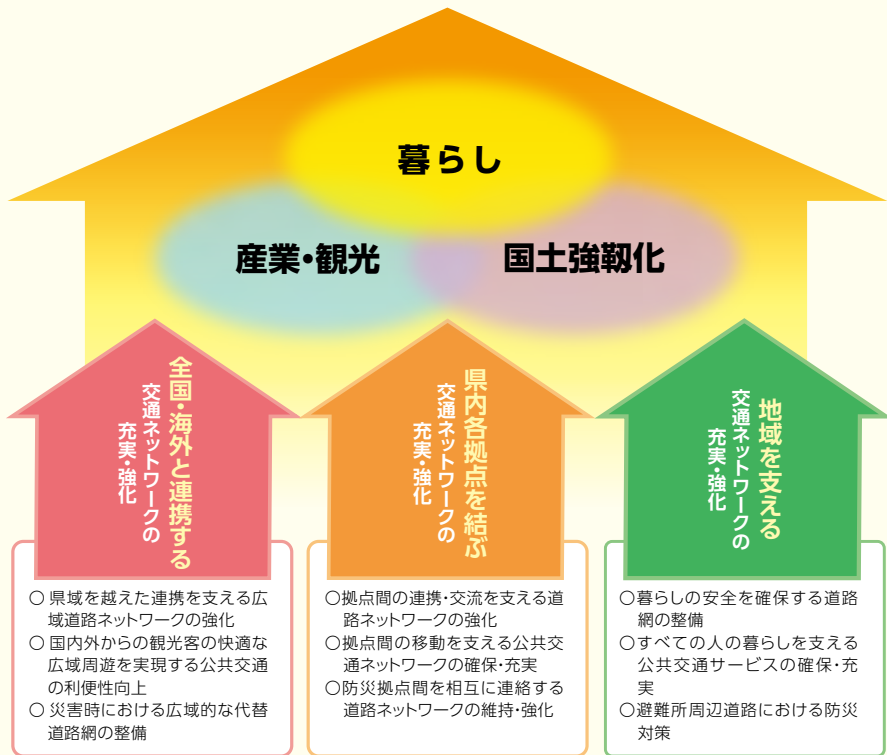 暮らし
産業・観光
国土強靱化
全国・海外と連携する
交通ネットワークの
充実・強化
県内各拠点を結ぶ
交通ネットワークの
充実・強化
地域を支える
交通ネットワークの
充実・強化
○ 県域を越えた連携を支える広
域道路ネットワークの強化
○ 国内外からの観光客の快適な
広域周遊を実現する公共交通
の利便性向上
○ 災害時における広域的な代替
道路網の整備
○拠点間の連携・交流を支える道
路ネットワークの強化
○拠点間の移動を支える公共交
通ネットワークの確保・充実
○防災拠点間を相互に連絡する
道路ネットワークの維持・強化
○暮らしの安全を確保する道路
網の整備
○すべての人の暮らしを支える
公共交通サービスの確保・充
実
○避難所周辺道路における防災
対策